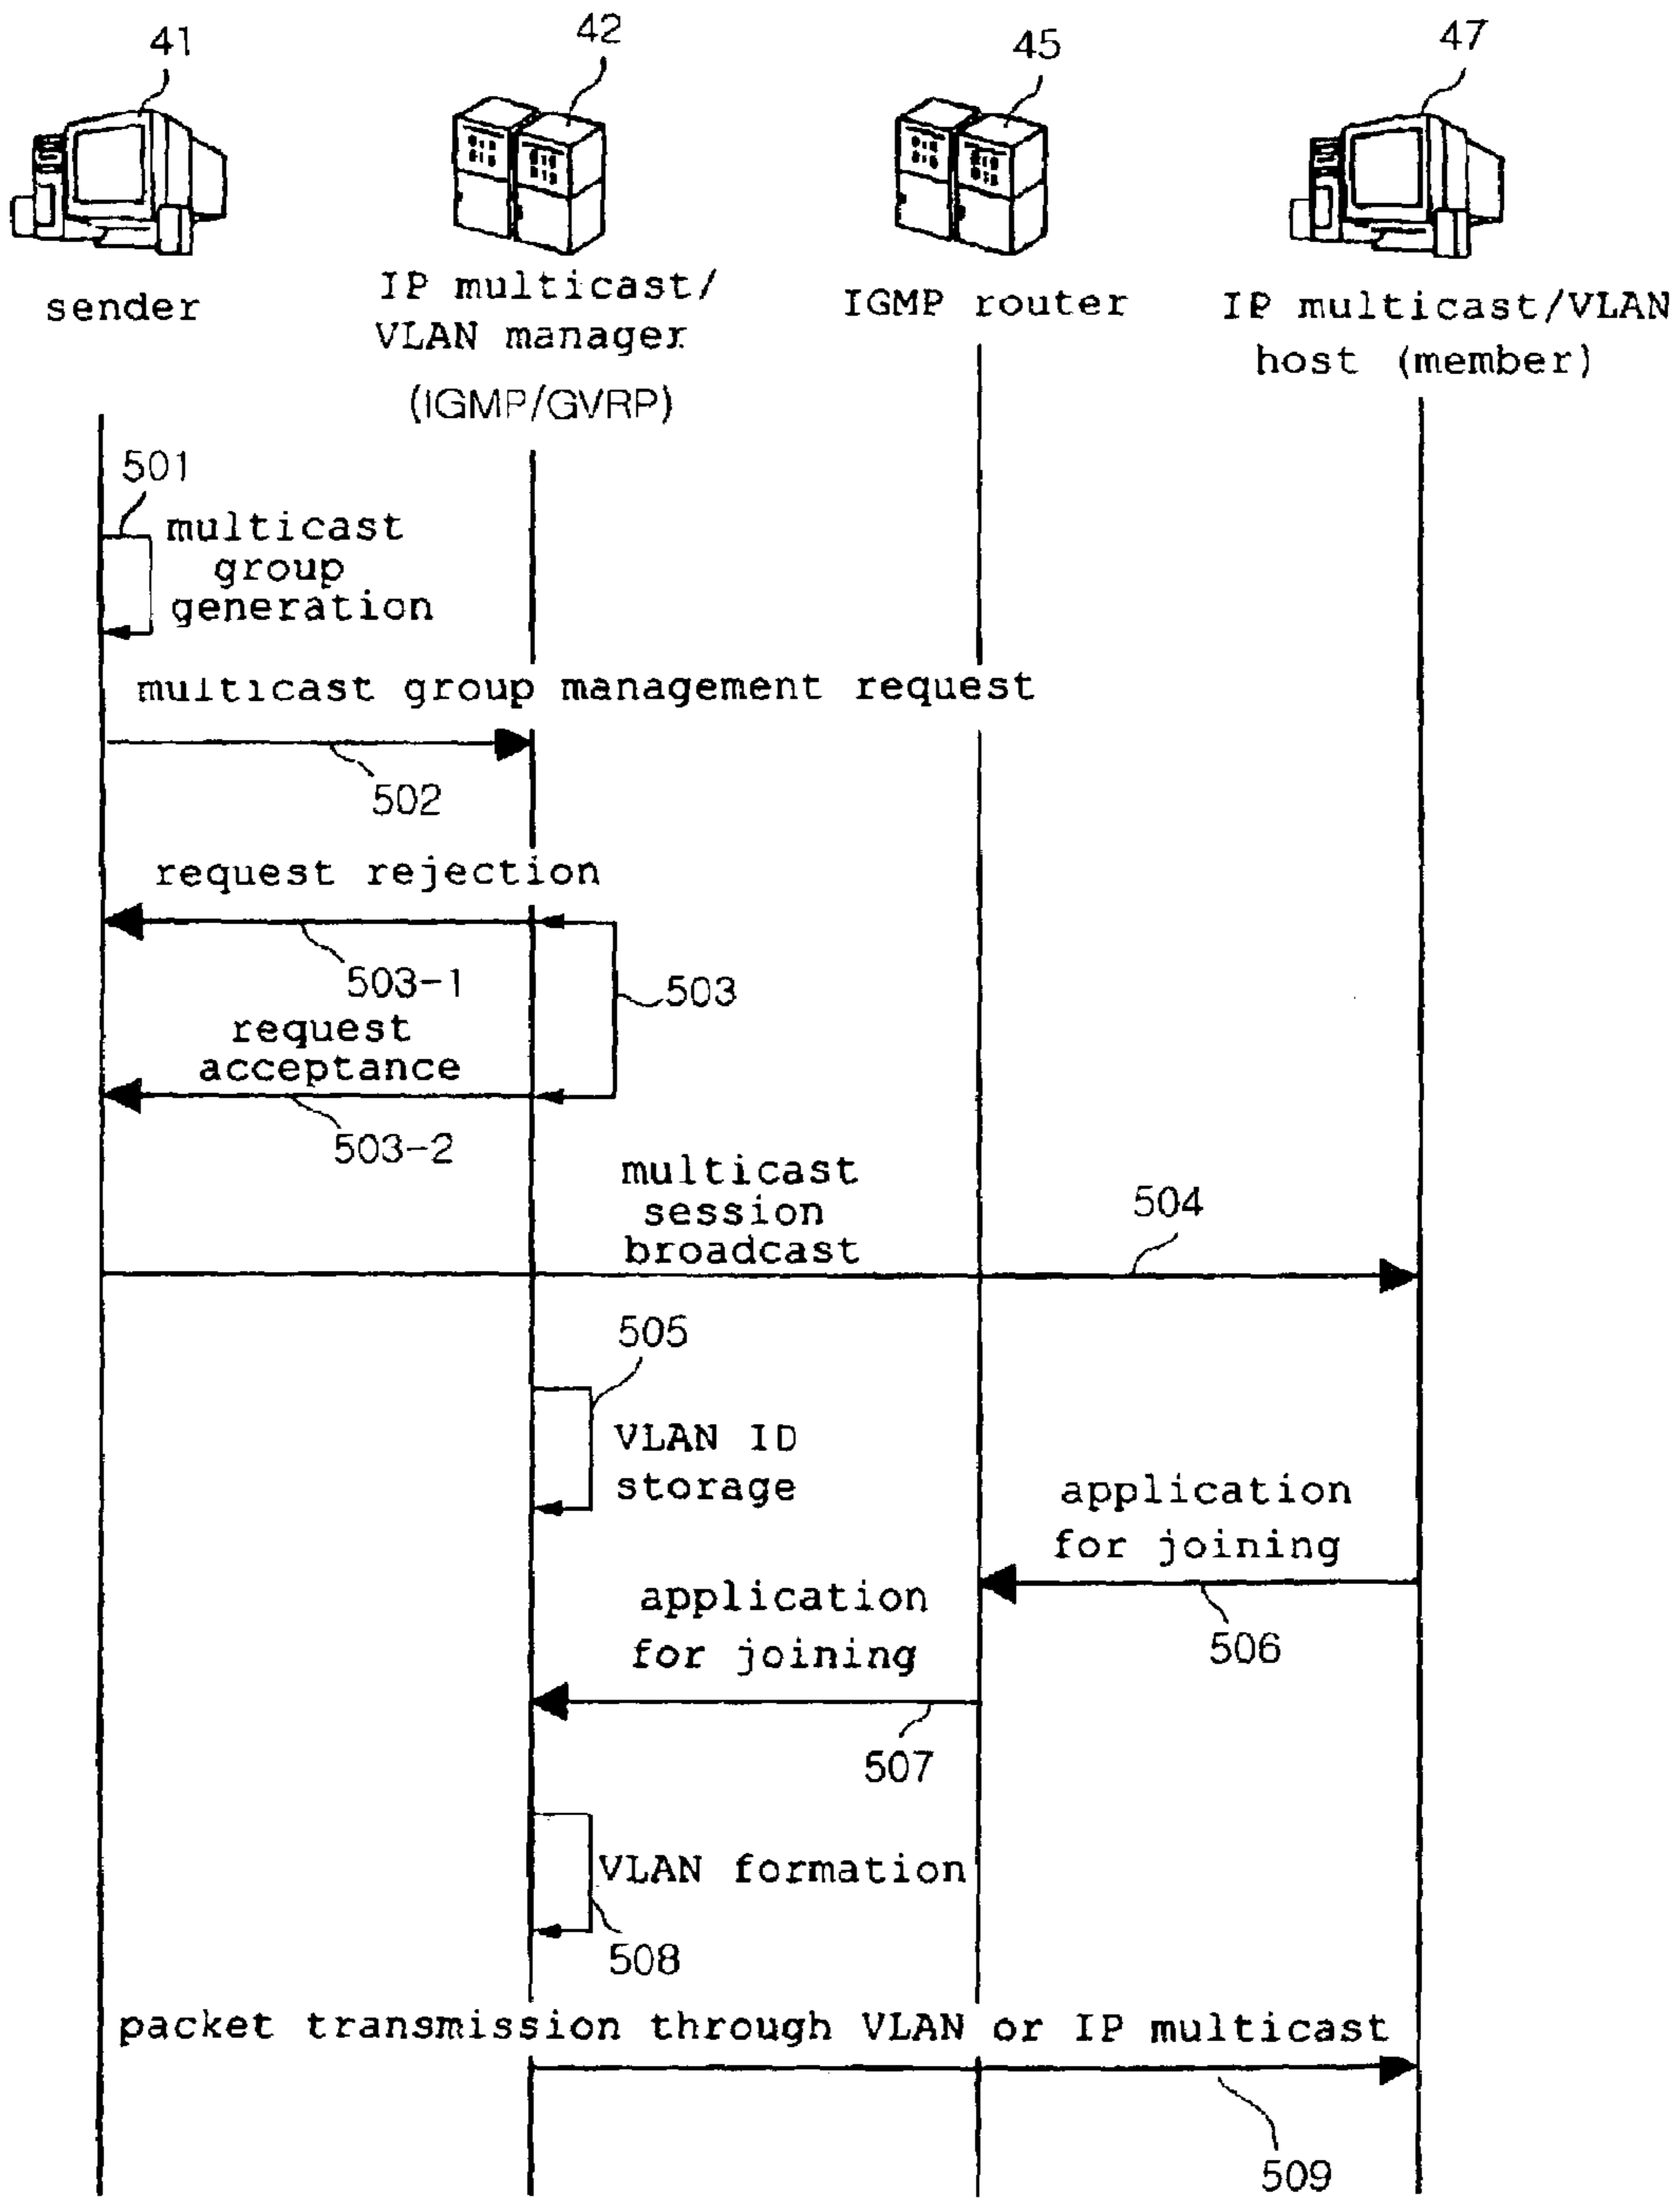 41
42
45
47
sender
IP multicast/
VLAN manager
(IGMP/GVRP)
IGMP router
IP multicast/VLAN
host (member)
501
multicast
group
generation
multicast group management request
502
request rejection
503-1
503
request
acceptance
503-2
multicast
session
broadcast
504
505
VLAN ID
storage
application
for joining
506
application
for joining
507
VLAN formation
508
packet transmission through VLAN or IP multicast
509